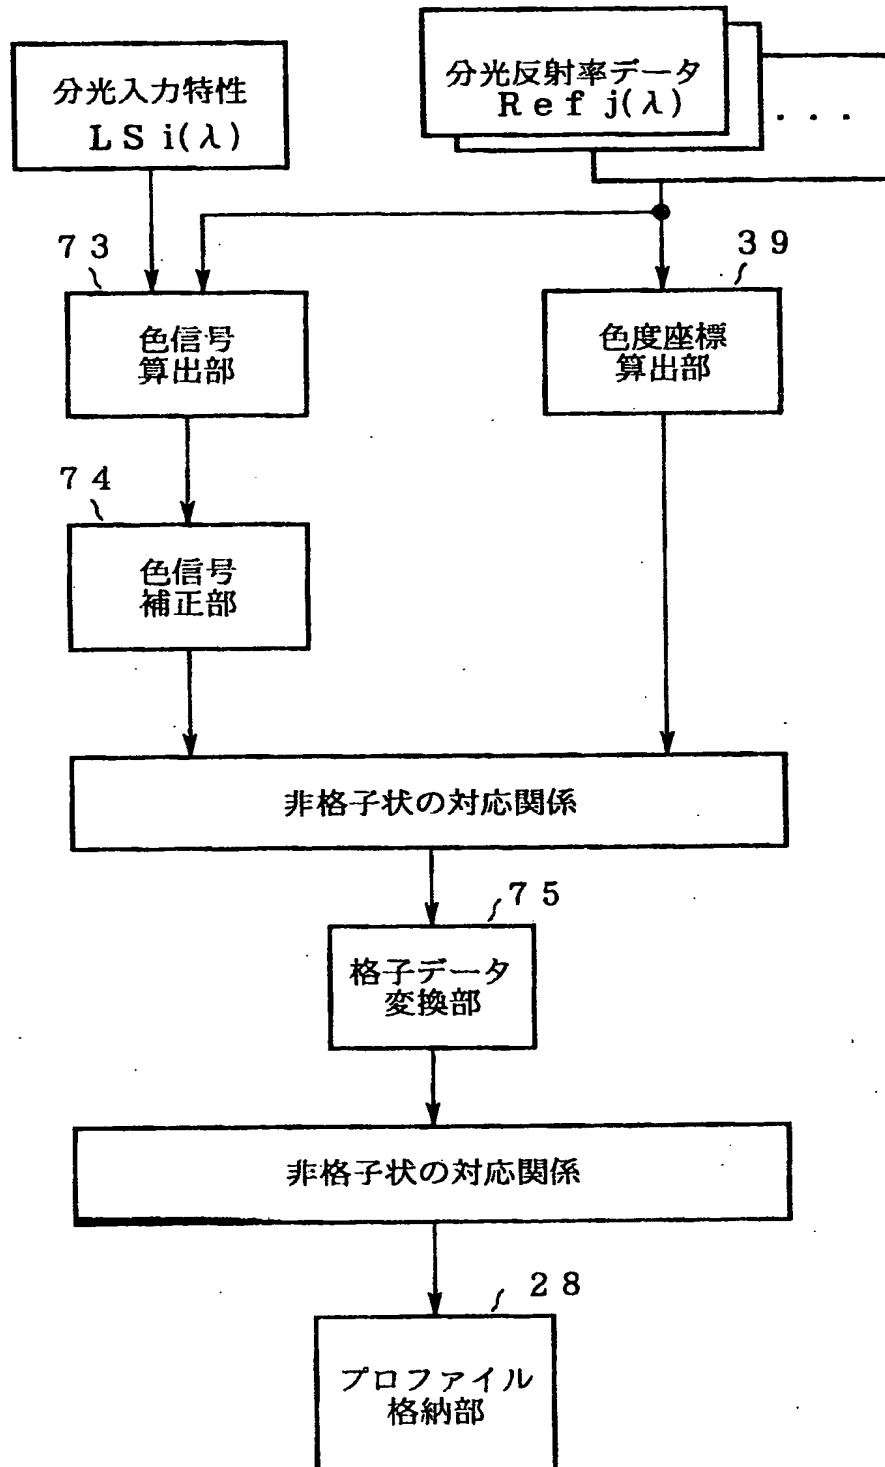 分光入力特性
LSi(λ)
分光反射率データ
Refj(λ)
...
73
39
色信号
算出部
色度座標
算出部
74
色信号
補正部
非格子状の対応関係
75
格子データ
変換部
非格子状の対応関係
28
プロファイル
格納部